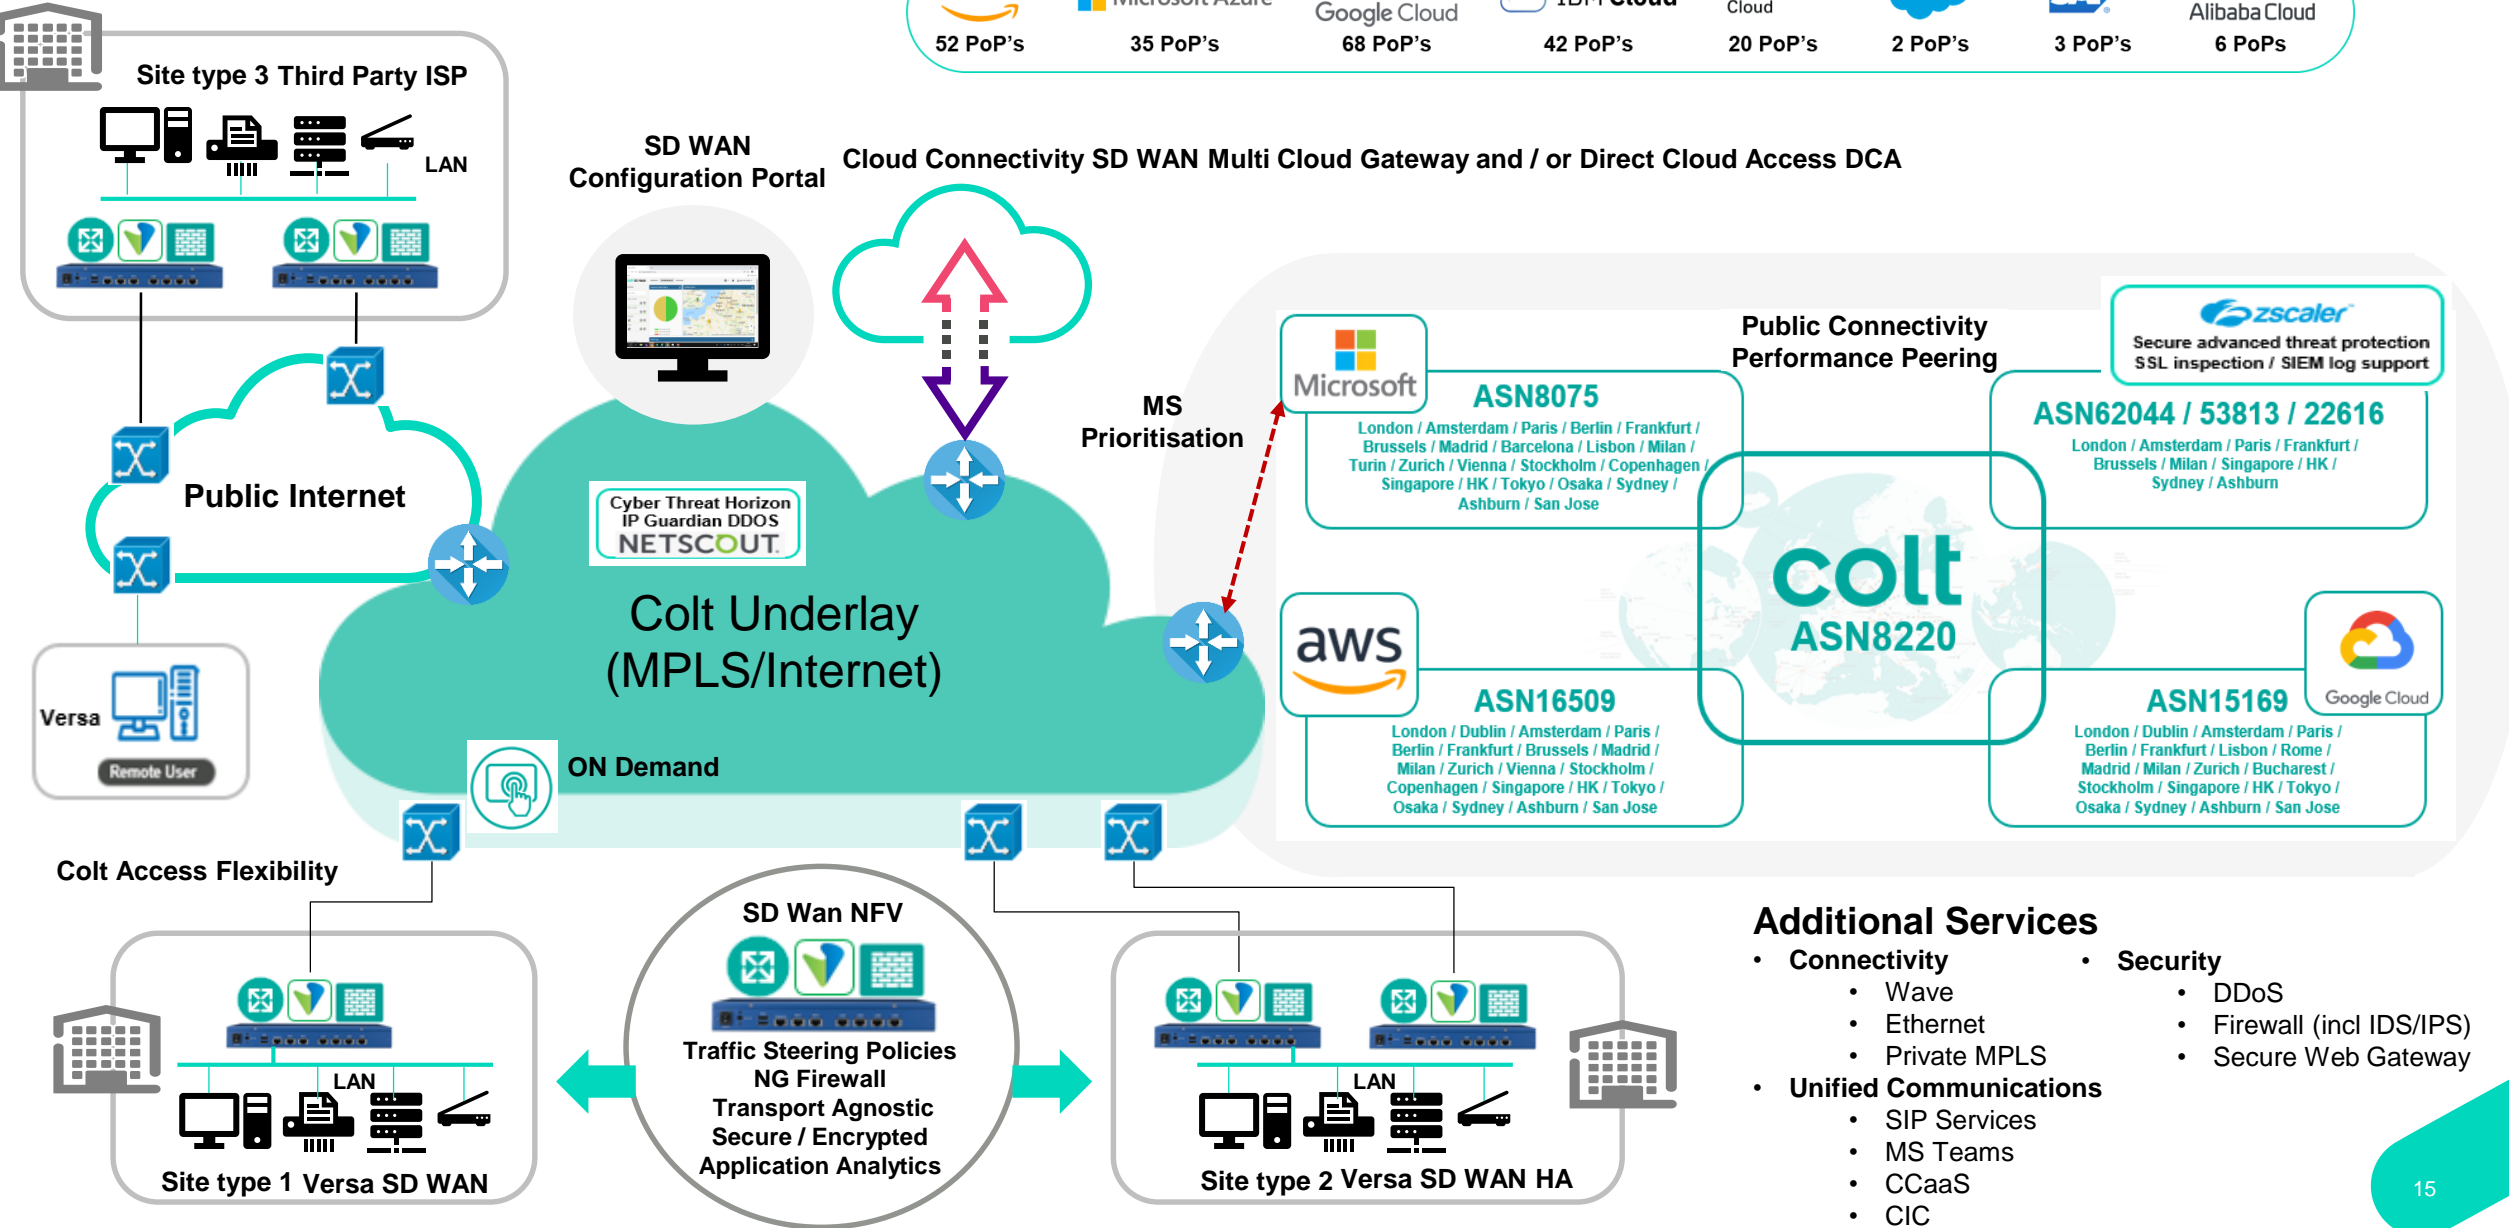 Microsoft Azure
Google Cloud
IBM Cloud
Cloud
Alibaba Cloud
52 PoP's
35 PoP's
68 PoP's
42 PoP's
20 PoP's
2 PoP's
3 PoP's
6 PoPs
Site type 3 Third Party ISP
LAN
SD WAN
Configuration Portal
Cloud Connectivity SD WAN Multi Cloud Gateway and / or Direct Cloud Access DCA
Public Internet
Versa
Remote User
Cyber Threat Horizon
IP Guardian DDOS
NETSCOUT.
Colt Underlay
(MPLS/Internet)
ON Demand
MS
Prioritisation
Public Connectivity
Performance Peering
Microsoft
ASN8075
London / Amsterdam / Paris / Berlin / Frankfurt /
Brussels / Madrid / Barcelona / Lisbon / Milan /
Turin / Zurich / Vienna / Stockholm / Copenhagen /
Singapore / HK / Tokyo / Osaka / Sydney /
Ashburn / San Jose
zscaler™
Secure advanced threat protection
SSL inspection / SIEM log support
ASN62044 / 53813 / 22616
London / Amsterdam / Paris / Frankfurt /
Brussels / Milan / Singapore / HK /
Sydney / Ashburn
colt
ASN8220
aws
ASN16509
London / Dublin / Amsterdam / Paris /
Berlin / Frankfurt / Brussels / Madrid /
Milan / Zurich / Vienna / Stockholm /
Copenhagen / Singapore / HK / Tokyo /
Osaka / Sydney / Ashburn / San Jose
Google Cloud
ASN15169
London / Dublin / Amsterdam / Paris /
Berlin / Frankfurt / Lisbon / Rome /
Madrid / Milan / Zurich / Bucharest /
Stockholm / Singapore / HK / Tokyo /
Osaka / Sydney / Ashburn / San Jose
Colt Access Flexibility
LAN
Site type 1 Versa SD WAN
SD Wan NFV
Traffic Steering Policies
NG Firewall
Transport Agnostic
Secure / Encrypted
Application Analytics
LAN
Site type 2 Versa SD WAN HA
Additional Services
• Connectivity
• Wave
• Ethernet
• Private MPLS
• Unified Communications
• SIP Services
• MS Teams
• CCaaS
• CIC
• Security
• DDoS
• Firewall (incl IDS/IPS)
• Secure Web Gateway
15